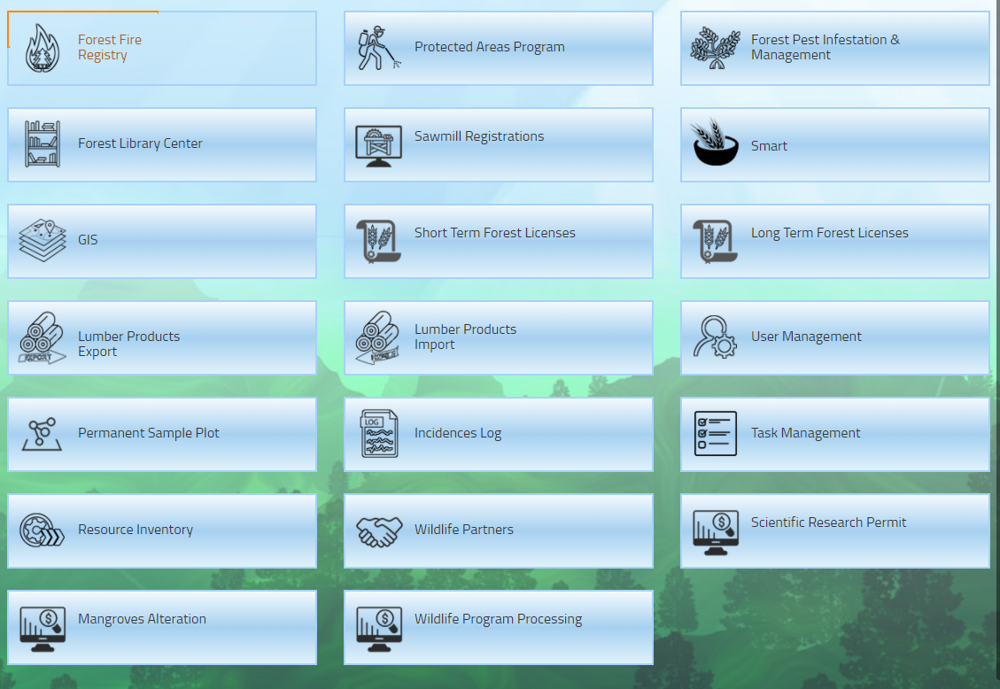 Forest Fire
Registry
Protected Areas Program
Forest Pest Infestation &
Management
Forest Library Center
Sawmill Registrations
Smart
GIS
Short Term Forest Licenses
Long Term Forest Licenses
EXPORT
Lumber Products
Export
Lumber Products
Import
User Management
Permanent Sample Plot
LOG
Incidences Log
Task Management
Resource Inventory
Wildlife Partners
$
Scientific Research Permit
$
Mangroves Alteration
$
Wildlife Program Processing